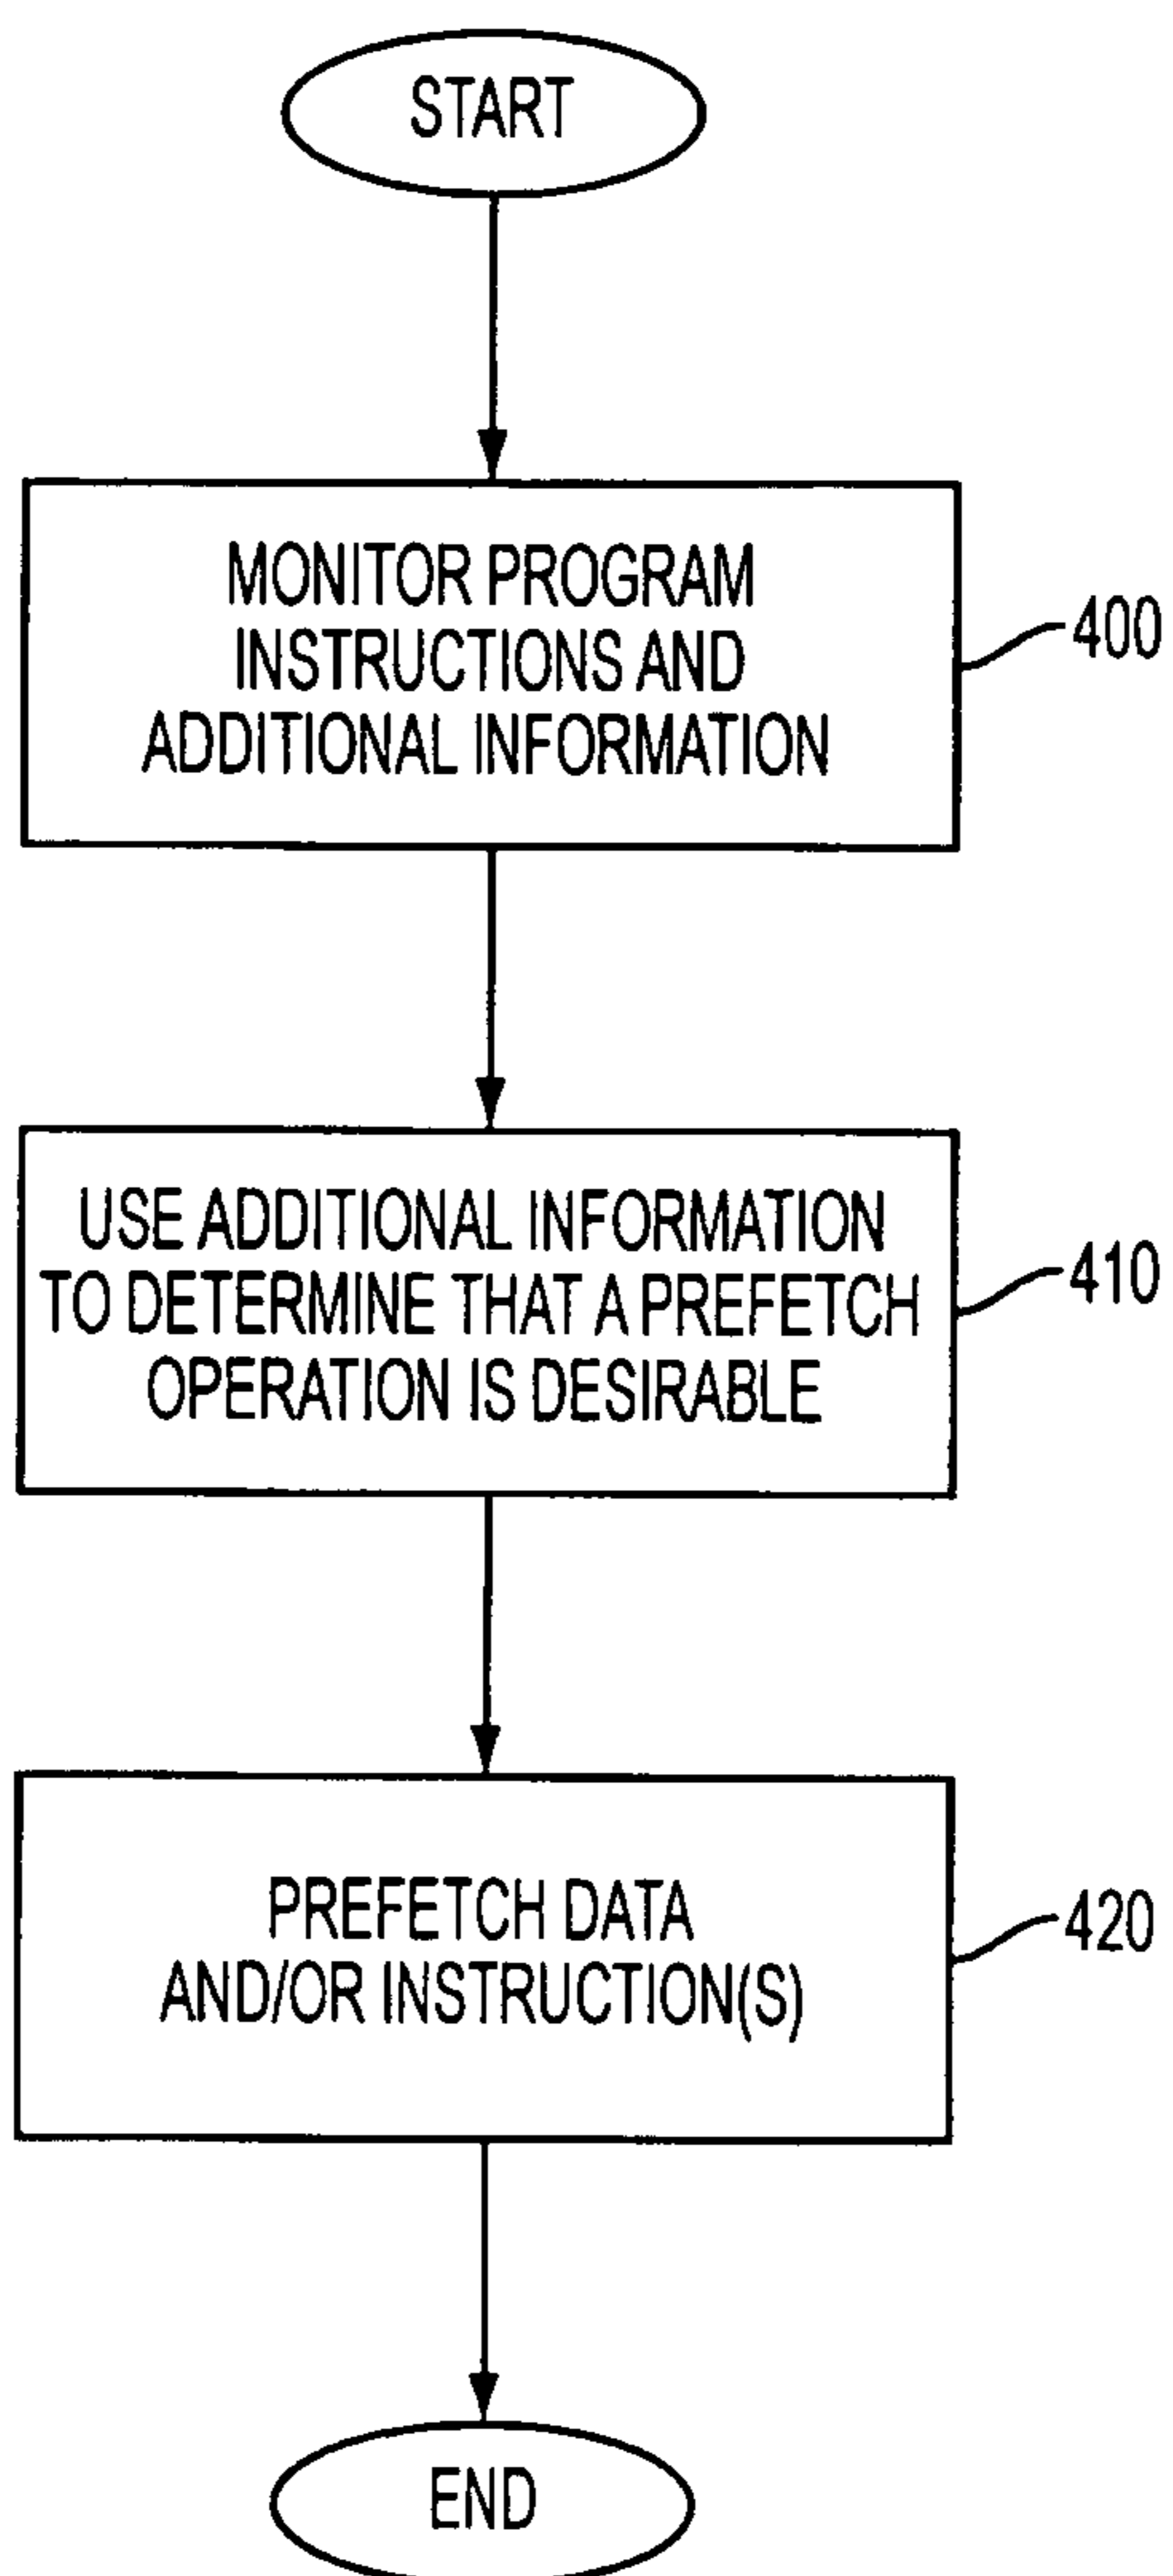 START
MONITOR PROGRAM
INSTRUCTIONS AND
ADDITIONAL INFORMATION
400
USE ADDITIONAL INFORMATION
TO DETERMINE THAT A PREFETCH
OPERATION IS DESIRABLE
410
PREFETCH DATA
AND/OR INSTRUCTION(S)
420
END